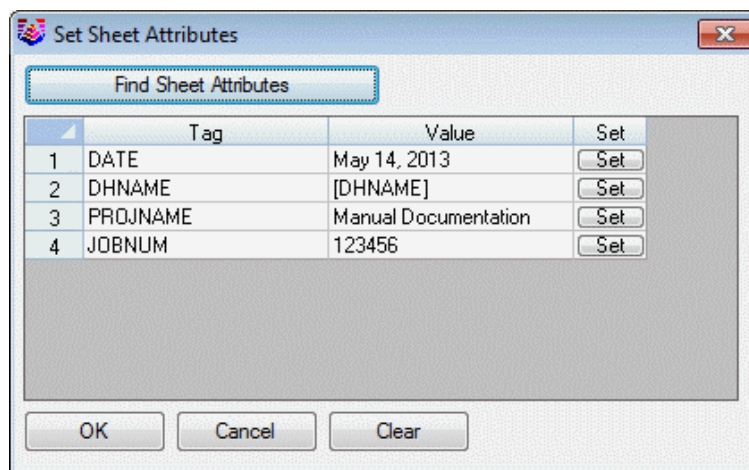 Set Sheet Attributes
Find Sheet Attributes
Tag Value Set
1 DATE May 14, 2013 Set
2 DHNAME [DHNAME] Set
3 PROJNAME Manual Documentation Set
4 JOBNUM 123456 Set
OK Cancel Clear